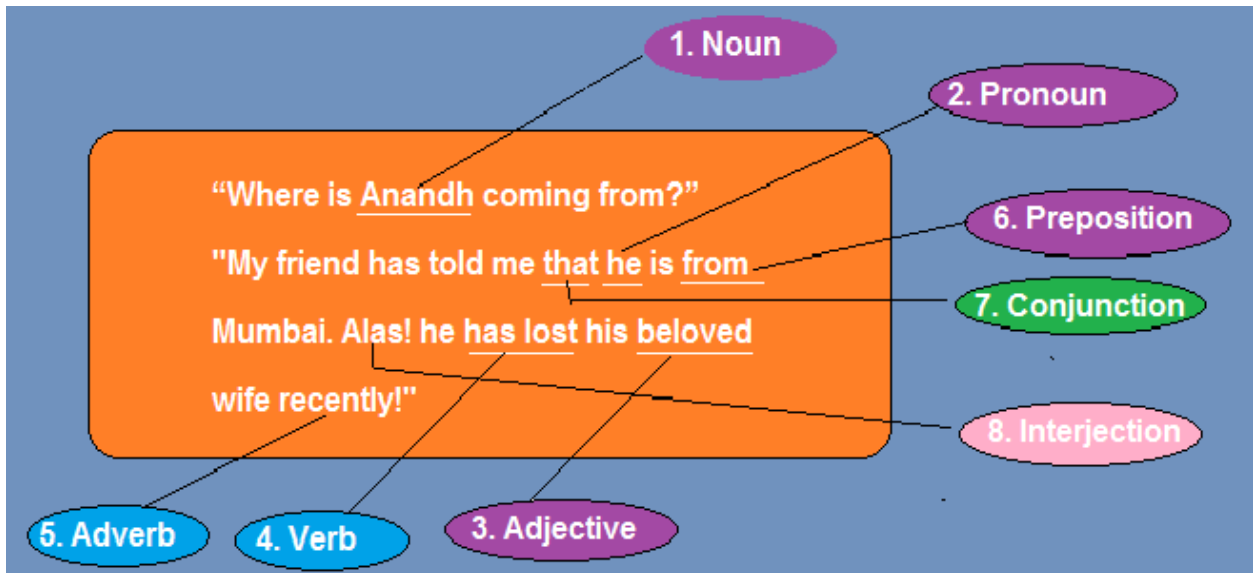 1. Noun
2. Pronoun
“Where is Anandh coming from?”
6. Preposition
"My friend has told me that he is from
7. Conjunction
Mumbai. Alas! he has lost his beloved
wife recently!"
8. Interjection
5. Adverb
4. Verb
3. Adjective